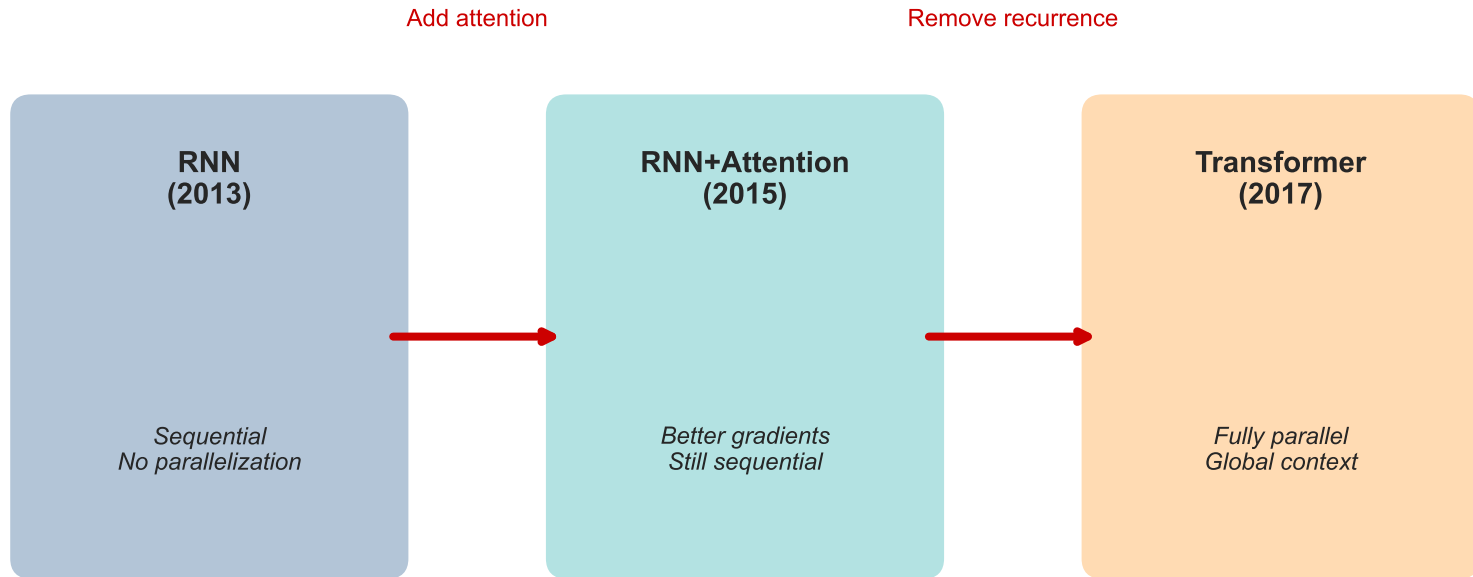 Add attention
Remove recurrence
RNN
(2013)
Sequential
No parallelization
RNN+Attention
(2015)
Better gradients
Still sequential
Transformer
(2017)
Fully parallel
Global context